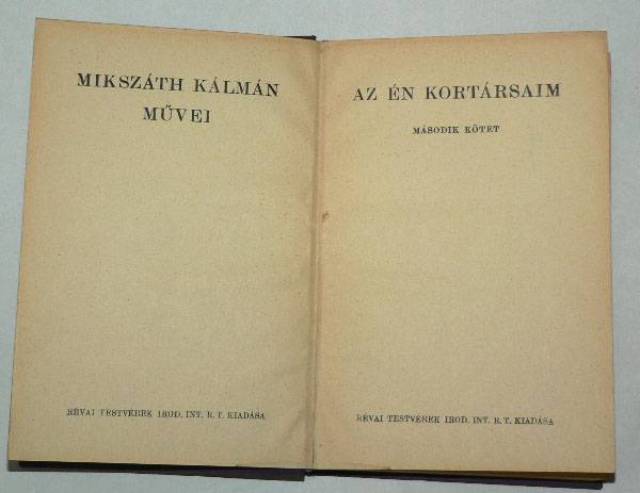 MIKSZÁTH KÁLMÁN
MŰVEI
RÉVAI TESTVÉREK IROD. INT. R. T. KIADÁSA
AZ ÉN KORTÁRSAIM
MÁSODIK KÖTET
RÉVAI TESTVÉREK IROD. INT. R. T. KIADÁSA